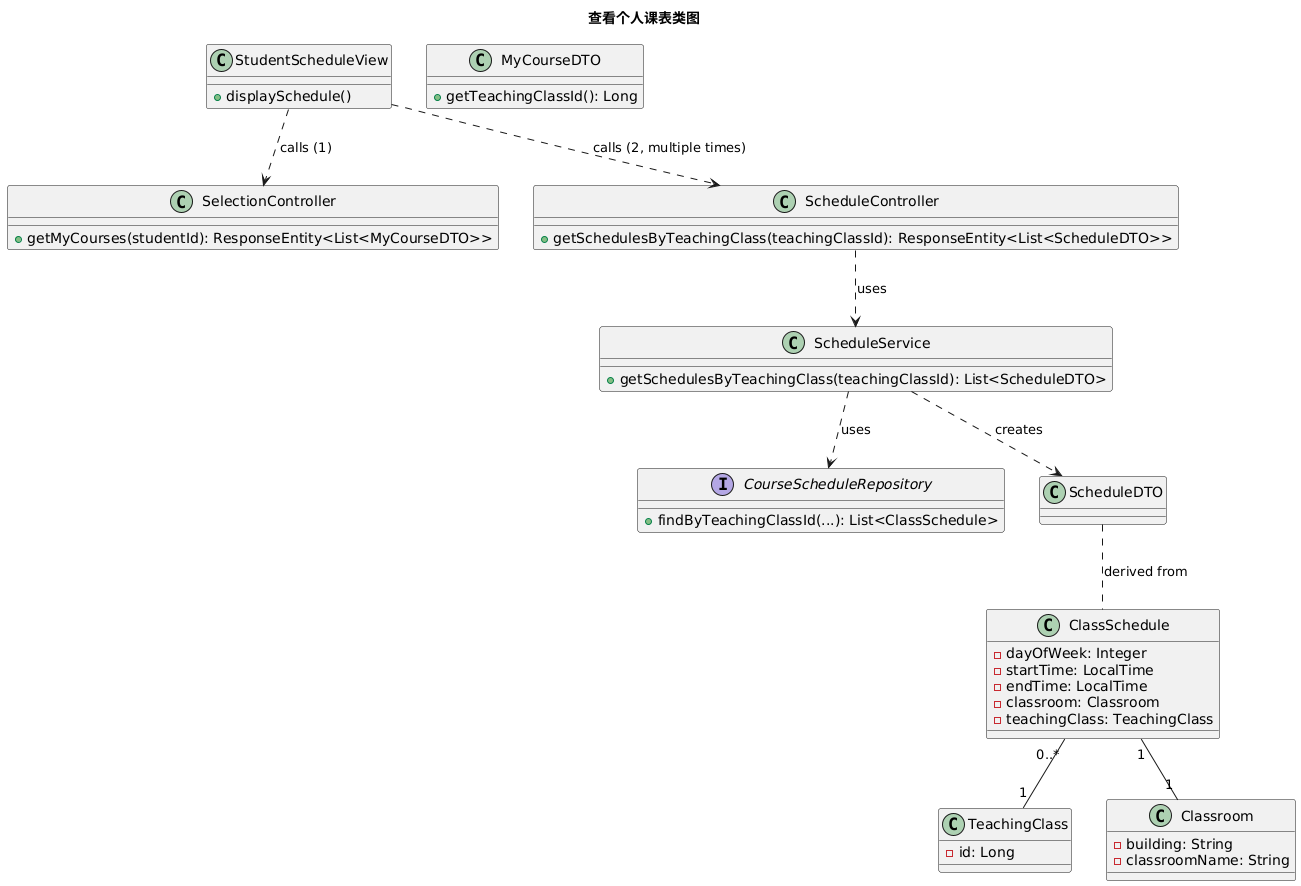 查看个人课表类图
C StudentScheduleView
displaySchedule()
C MyCourseDTO
getTeachingClassId(): Long
calls (1)
calls (2, multiple times)
C SelectionController
getMyCourses(studentId): ResponseEntity<List<MyCourseDTO>>
C ScheduleController
getSchedulesByTeachingClass(teachingClassId): ResponseEntity<List<ScheduleDTO>>
uses
C ScheduleService
getSchedulesByTeachingClass(teachingClassId): List<ScheduleDTO>
uses
creates
I CourseScheduleRepository
findByTeachingClassId(...): List<ClassSchedule>
C ScheduleDTO
derived from
C ClassSchedule
dayOfWeek: Integer
startTime: LocalTime
endTime: LocalTime
classroom: Classroom
teachingClass: TeachingClass
0..*
1
1
1
C TeachingClass
id: Long
C Classroom
building: String
classroomName: String